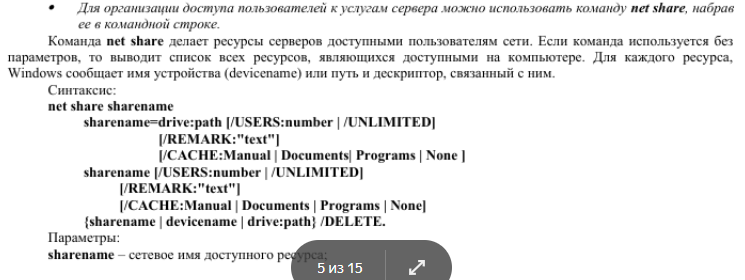 • Для организации доступа пользователей к услугам сервера можно использовать команду net share, набрав
ее в командной строке.
Команда net share делает ресурсы серверов доступными пользователям сети. Если команда используется без
параметров, то выводит список всех ресурсов, являющихся доступными на компьютере. Для каждого ресурса,
Windows сообщает имя устройства (devicename) или путь и дескриптор, связанный с ним.
Синтаксис:
net share sharename
sharename=drive:path [/USERS:number | /UNLIMITED]
[/REMARK:"text"]
[/CACHE:Manual | Documents| Programs | None ]
sharename [/USERS:number | /UNLIMITED]
[/REMARK:"text"]
[/CACHE:Manual | Documents | Programs | None]
{sharename | devicename | drive:path} /DELETE.
Параметры:
sharename – сетевое имя доступного ресурса;
5 из 15